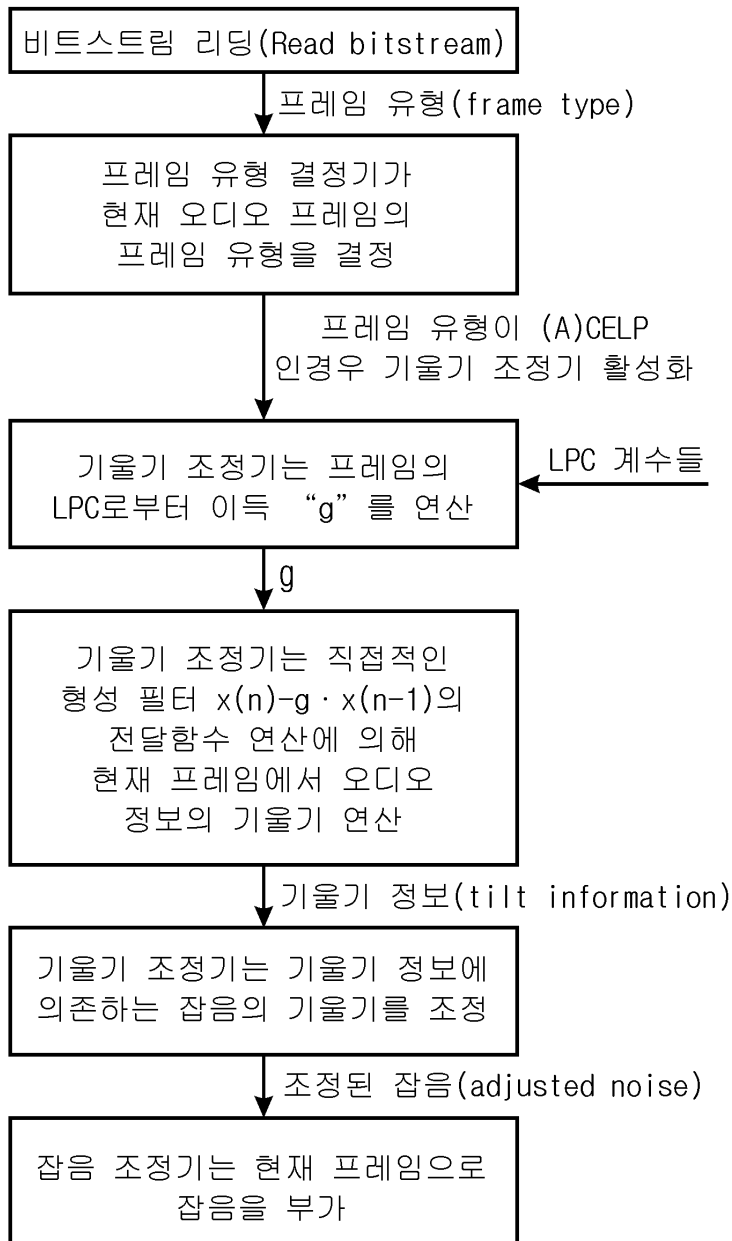 비트스트림 리딩(Read bitstream)
프레임 유형(frame type)
프레임 유형 결정기가
현재 오디오 프레임의
프레임 유형을 결정
프레임 유형이 (A)CELP
인경우 기울기 조정기 활성화
기울기 조정기는 프레임의
LPC로부터 이득 “g”를 연산
LPC 계수들
g
기울기 조정기는 직접적인
형성 필터 x(n)-g·x(n-1)의
전달함수 연산에 의해
현재 프레임에서 오디오
정보의 기울기 연산
기울기 정보(tilt information)
기울기 조정기는 기울기 정보에
의존하는 잡음의 기울기를 조정
조정된 잡음(adjusted noise)
잡음 조정기는 현재 프레임으로
잡음을 부가